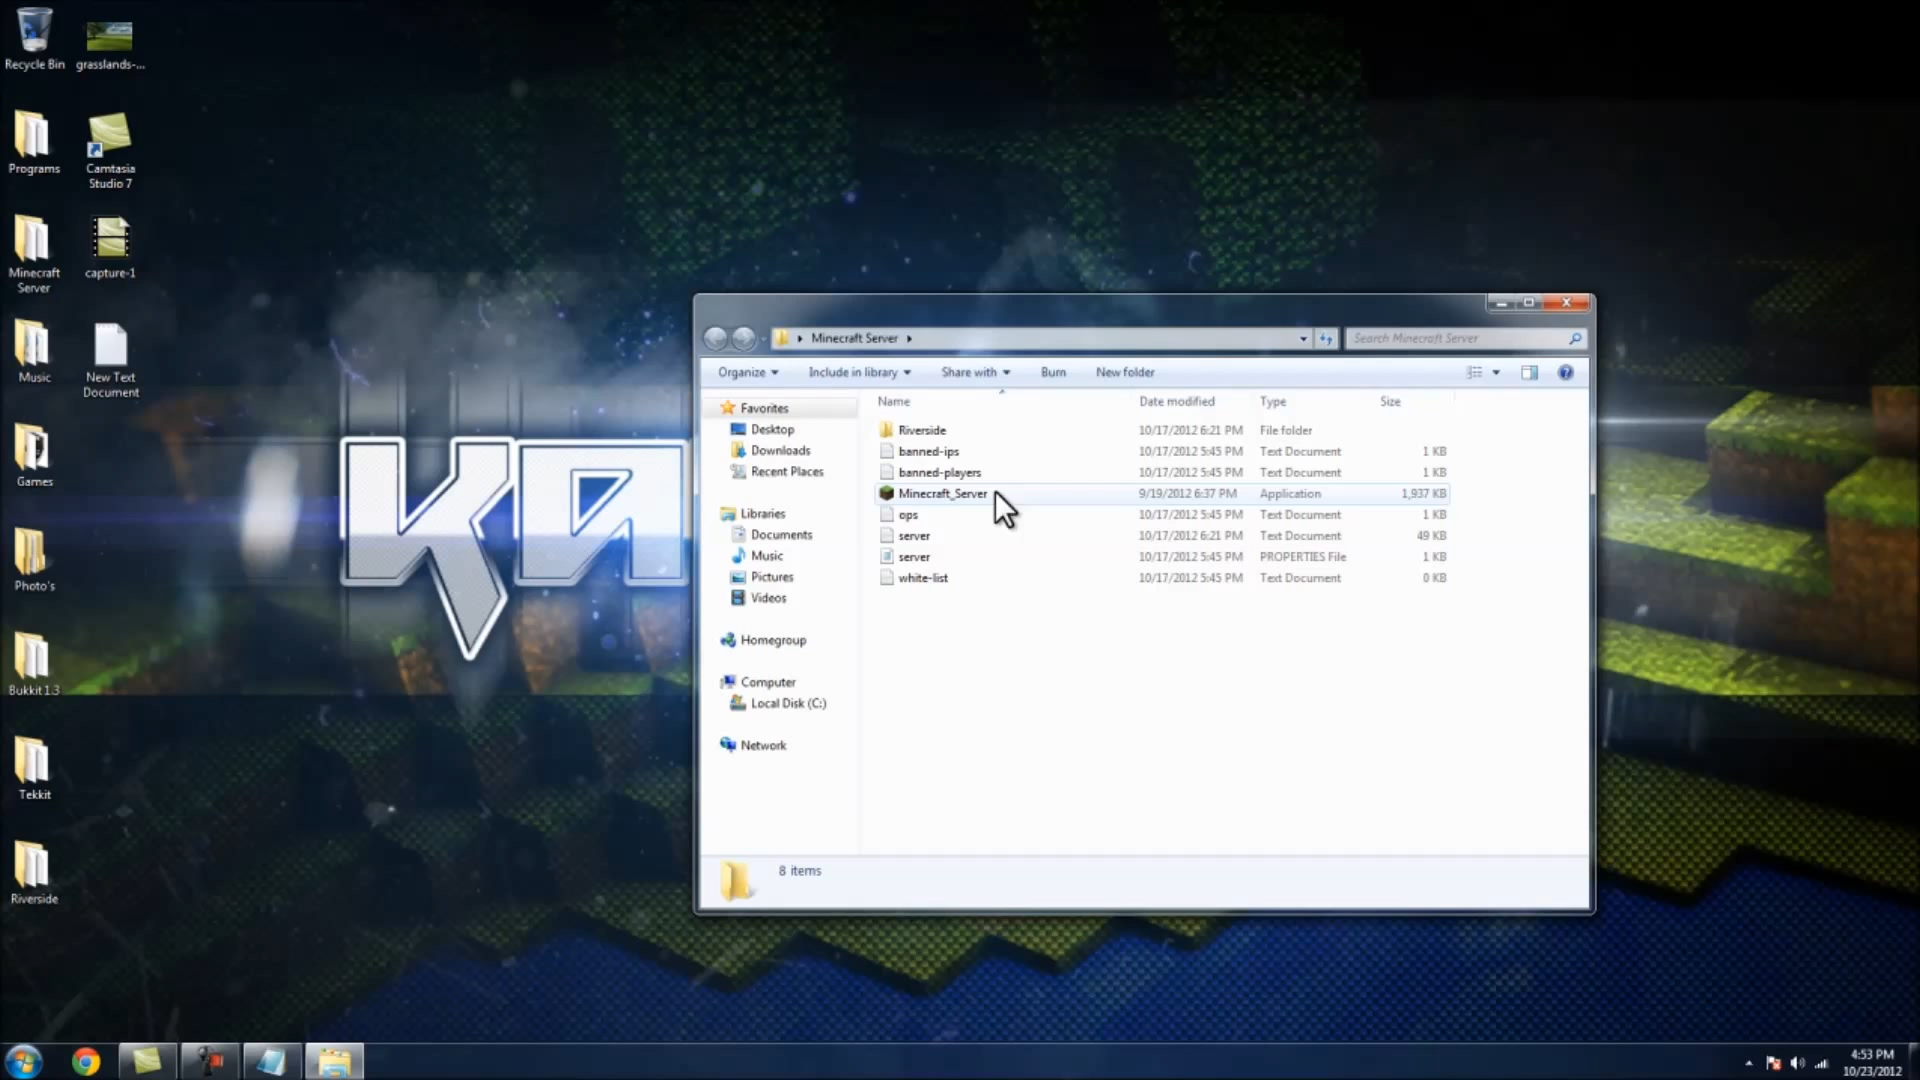 Recycle Bin
grasslands-...
Programs
Camtasia
Studio 7
Minecraft
Server
capture-1
Music
New Text
Document
Games
Photo's
Bukkit 1.3
Tekkit
Riverside
KA
Minecraft Server
Search Minecraft Server
Organize
Include in library
Share with
Burn
New folder
Favorites
Desktop
Downloads
Recent Places
Libraries
Documents
Music
Pictures
Videos
Homegroup
Computer
Local Disk (C:)
Network
Name Date modified Type Size
Riverside 10/17/2012 6:21 PM File folder
banned-ips 10/17/2012 5:45 PM Text Document 1 KB
banned-players 10/17/2012 5:45 PM Text Document 1 KB
Minecraft_Server 9/19/2012 6:37 PM Application 1,937 KB
ops 10/17/2012 5:45 PM Text Document 1 KB
server 10/17/2012 6:21 PM Text Document 49 KB
server 10/17/2012 5:45 PM PROPERTIES File 1 KB
white-list 10/17/2012 5:45 PM Text Document 0 KB
8 items
4:53 PM
10/23/2012